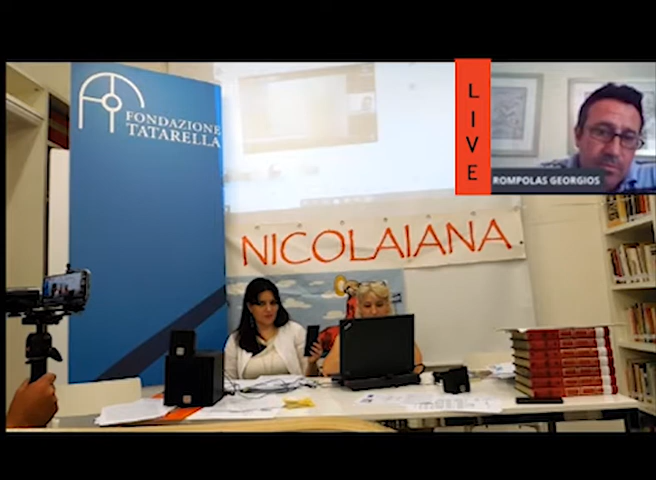 FONDAZIONE
TATARELLA
LIVE
ROMPOLAS GEORGIOS
NICOLAIANA